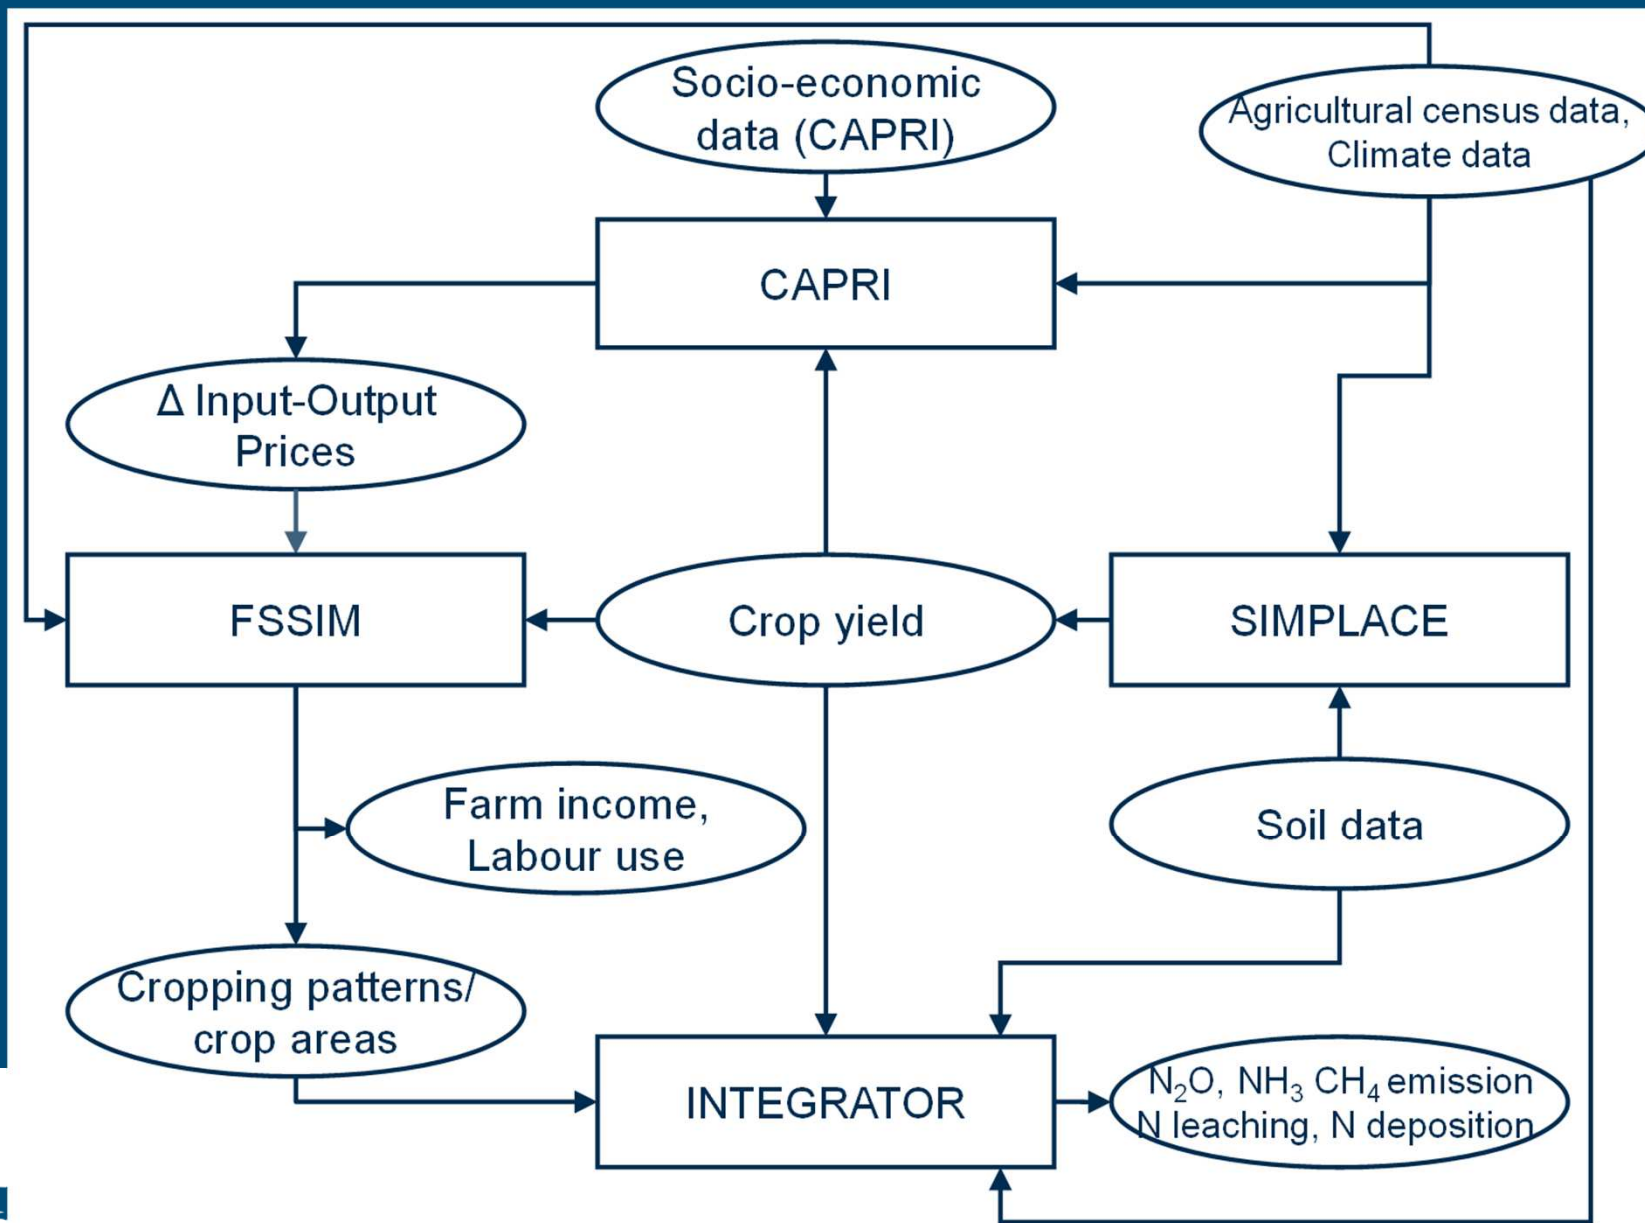 Socio-economic
data (CAPRI)
Agricultural census data,
Climate data
CAPRI
Δ Input-Output
Prices
FSSIM
Crop yield
SIMPLACE
Farm income,
Labour use
Soil data
Cropping patterns/
crop areas
INTEGRATOR
N₂O, NH₃ CH₄ emission
N leaching, N deposition